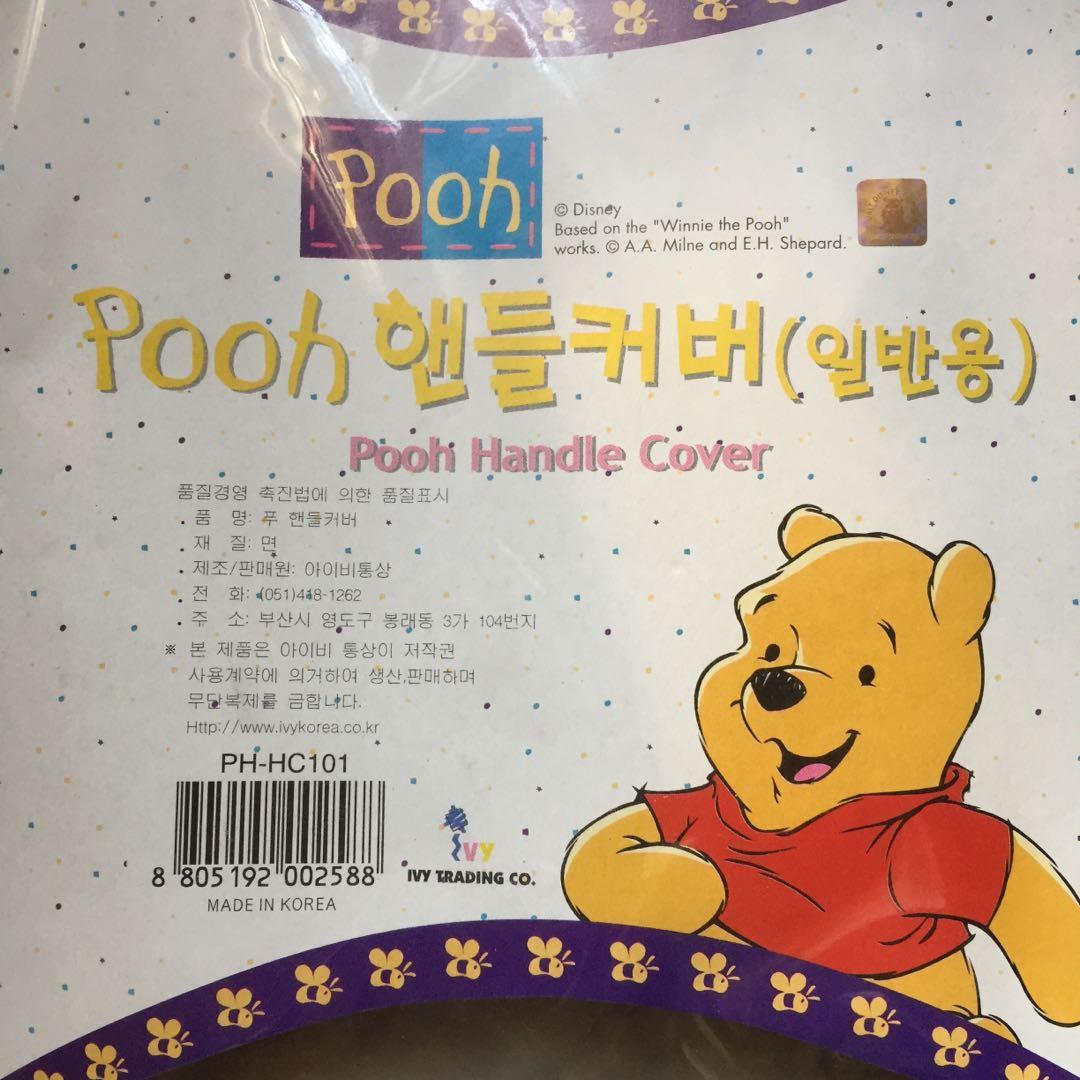 Pooh
© Disney
Based on the "Winnie the Pooh"
works. © A.A. Milne and E.H. Shepard.
Pooh 핸들커버(일반용)
Pooh Handle Cover
품질경영 촉진법에 의한 품질표시
. 품 명: 푸 핸들커버
. 재 질: 면
. 제조/판매원: 아이비통상
. 전 화: (051)418-1262
. 주 소: 부산시 영도구 봉래동 3가 104번지
※ 본 제품은 아이비 통상이 저작권
사용계약에 의거하여 생산,판매하며
무단복제를 금합니다.
Http://www.ivykorea.co.kr
PH-HC101
8 805192 002588
MADE IN KOREA
IVY
IVY TRADING CO.